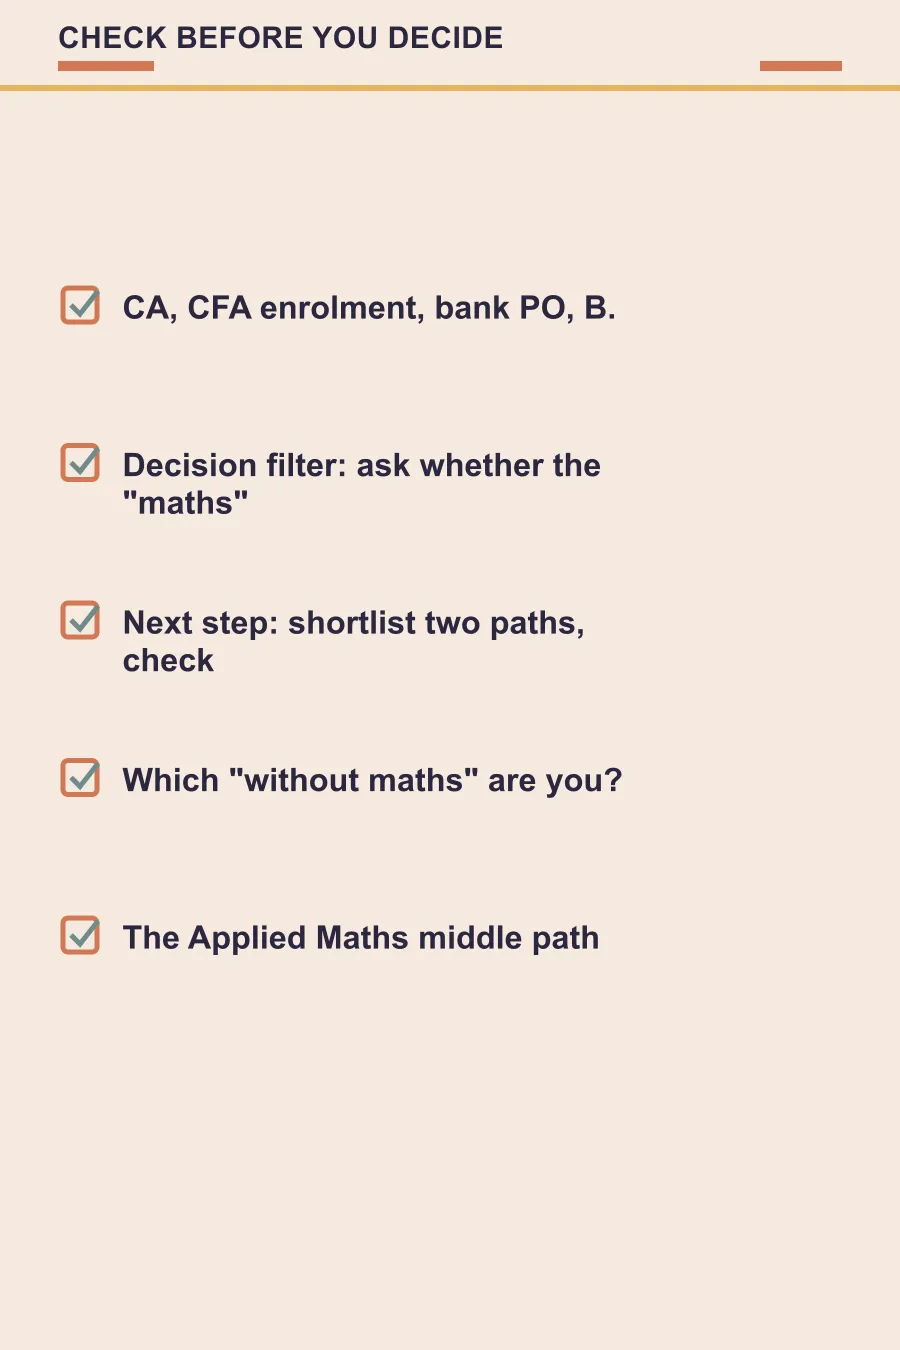 CHECK BEFORE YOU DECIDE
CA, CFA enrolment, bank PO, B.
Decision filter: ask whether the
"maths"
Next step: shortlist two paths,
check
Which "without maths" are you?
The Applied Maths middle path